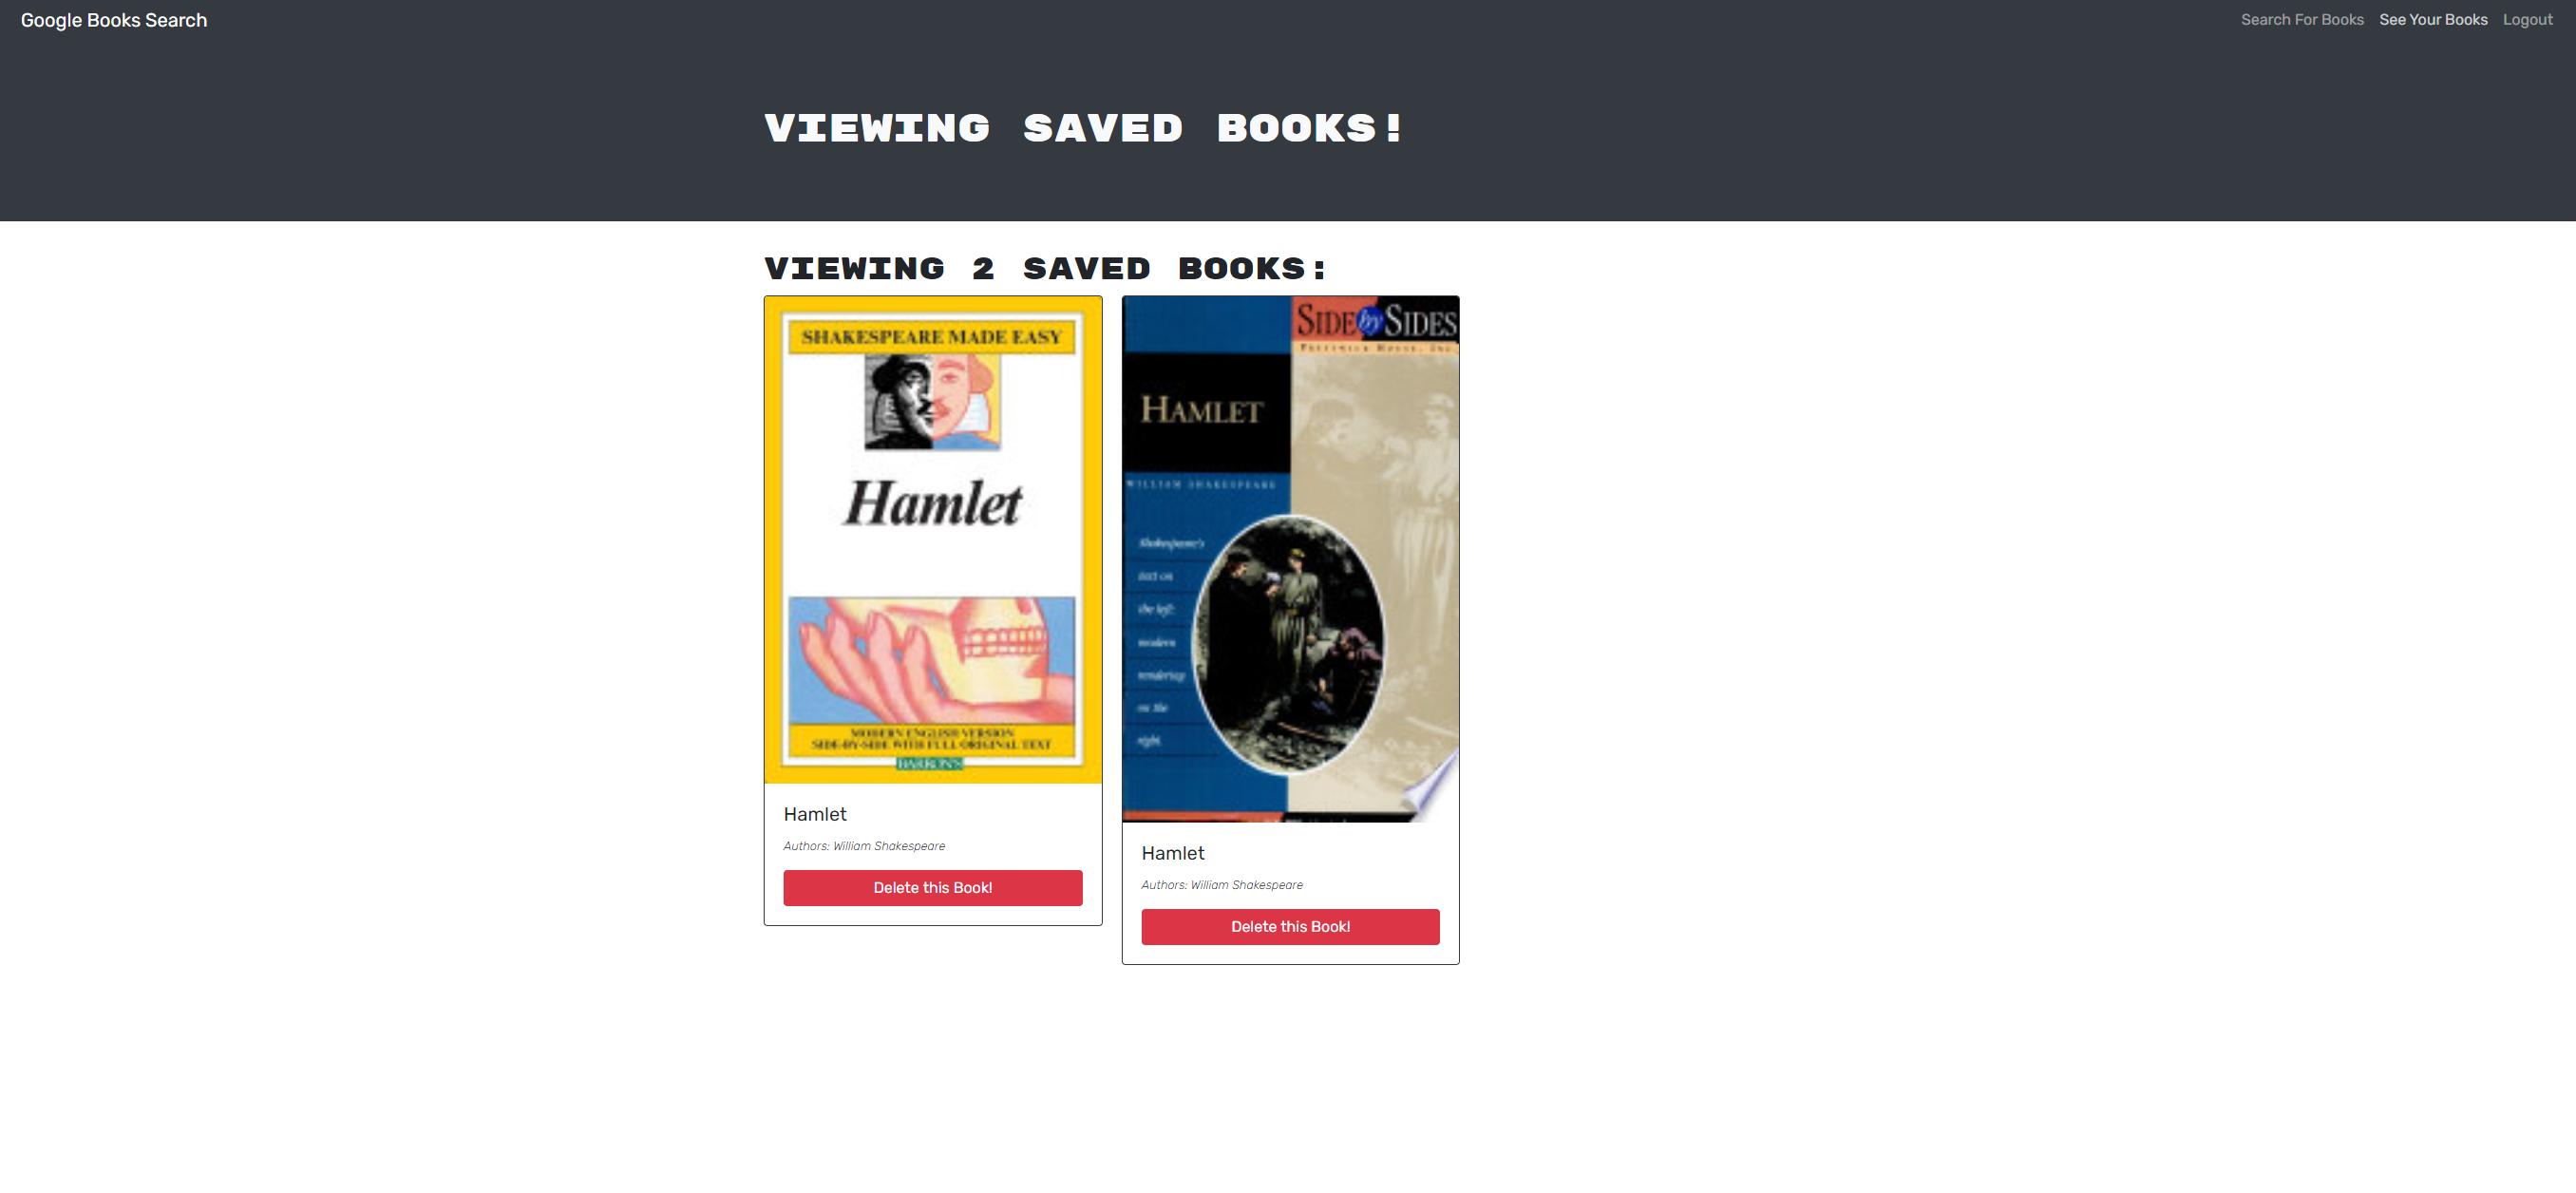 Google Books Search
Search For Books See Your Books Logout
VIEWING SAVED BOOKS!
VIEWING 2 SAVED BOOKS:
SHAKESPEARE MADE EASY
Hamlet
MODERN ENGLISH VERSION
SIDE-BY-SIDE WITH FULL ORIGINAL TEXT
BARRON'S
Hamlet
Authors: William Shakespeare
Delete this Book!
SIDE by SIDES
PRESTWICK HOUSE, INC.
HAMLET
WILLIAM SHAKESPEARE
Shakespeare's
text on
the left;
modern
rendering
on the
right.
Hamlet
Authors: William Shakespeare
Delete this Book!